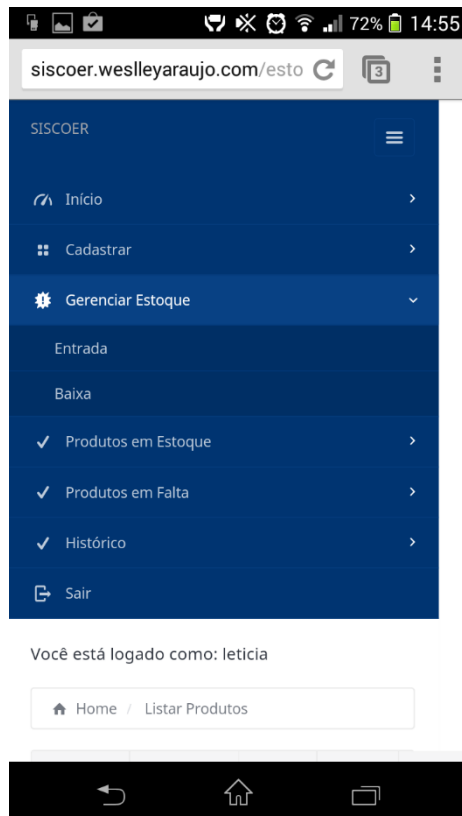 72% 14:55
siscoer.weslleyaraujo.com/esto 3
SISCOER
Início
Cadastrar
Gerenciar Estoque
Entrada
Baixa
Produtos em Estoque
Produtos em Falta
Histórico
Sair
Você está logado como: leticia
Home / Listar Produtos